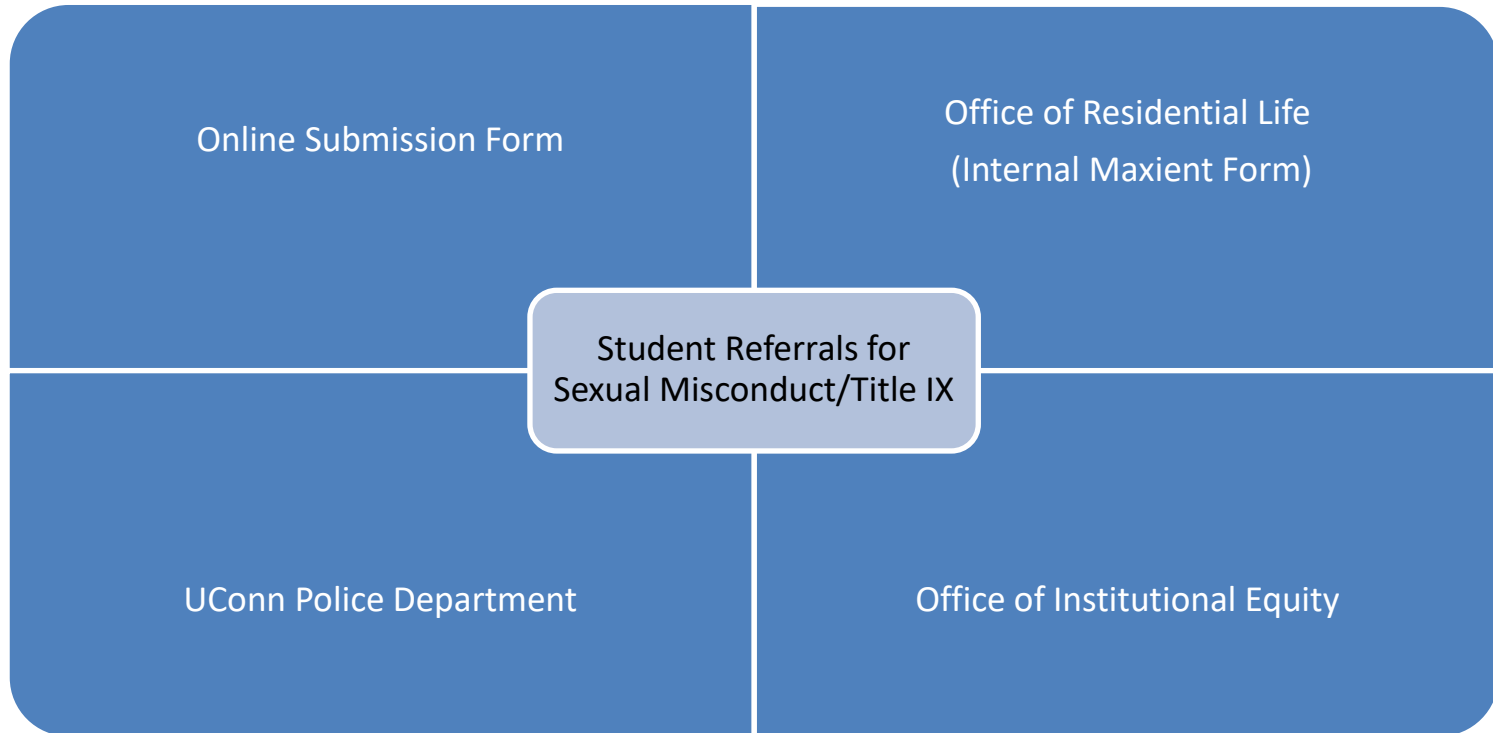 Online Submission Form
Office of Residential Life
(Internal Maxient Form)
Student Referrals for
Sexual Misconduct/Title IX
UConn Police Department
Office of Institutional Equity